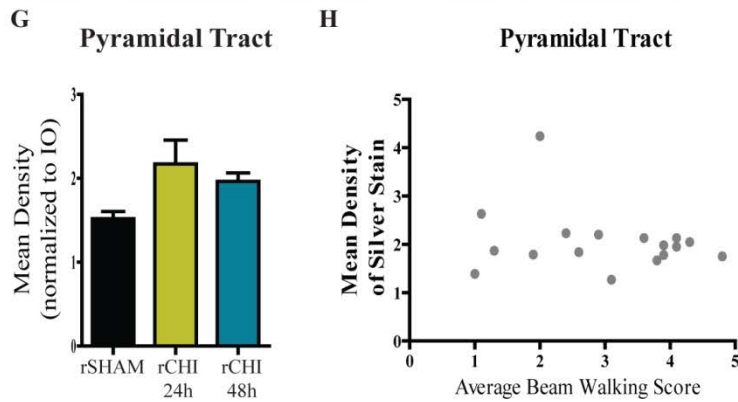 G
Pyramidal Tract
Mean Density
(normalized to IO)
3
2
1
0
rSHAM
rCHI
24h
rCHI
48h
H
Pyramidal Tract
Mean Density
of Silver Stain
5
4
3
2
1
0
0
1
2
3
4
5
Average Beam Walking Score